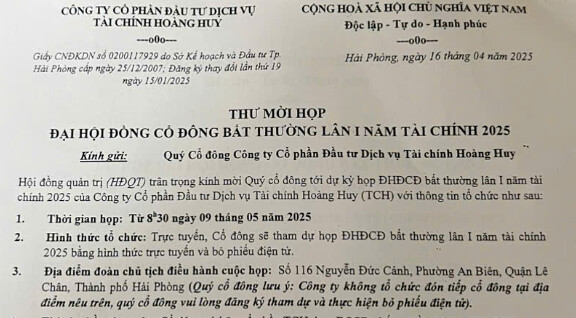 CÔNG TY CỔ PHẦN ĐẦU TƯ DỊCH VỤ
TÀI CHÍNH HOÀNG HUY
---o0o---
Giấy CNĐKDN số 0200117929 do Sở Kế hoạch và Đầu tư Tp.
Hải Phòng cấp ngày 25/12/2007; Đăng ký thay đổi lần thứ 19
ngày 15/01/2025
CỘNG HOÀ XÃ HỘI CHỦ NGHĨA VIỆT NAM
Độc lập - Tự do - Hạnh phúc
---o0o---
Hải Phòng, ngày 16 tháng 04 năm 2025
THƯ MỜI HỌP
ĐẠI HỘI ĐỒNG CỔ ĐÔNG BẤT THƯỜNG LẦN I NĂM TÀI CHÍNH 2025
Kính gửi: Quý Cổ đông Công ty Cổ phần Đầu tư Dịch vụ Tài chính Hoàng Huy
Hội đồng quản trị (HĐQT) trân trọng kính mời Quý cổ đông tới dự kỳ họp ĐHĐCĐ bất thường lần I năm tài
chính 2025 của Công ty Cổ phần Đầu tư Dịch vụ Tài chính Hoàng Huy (TCH) với thông tin tổ chức như sau:
1. Thời gian họp: Từ 8h30 ngày 09 tháng 05 năm 2025
2. Hình thức tổ chức: Trực tuyến, Cổ đông sẽ tham dự họp ĐHĐCĐ bất thường lần I năm tài chính
2025 bằng hình thức trực tuyến và bỏ phiếu điện tử.
3. Địa điểm đoàn chủ tịch điều hành cuộc họp: Số 116 Nguyễn Đức Cảnh, Phường An Biên, Quận Lê
Chân, Thành phố Hải Phòng (Quý cổ đông lưu ý: Công ty không tổ chức đón tiếp cổ đông tại địa
điểm nêu trên, quý cổ đông vui lòng đăng ký tham dự và thực hiện bỏ phiếu điện tử).